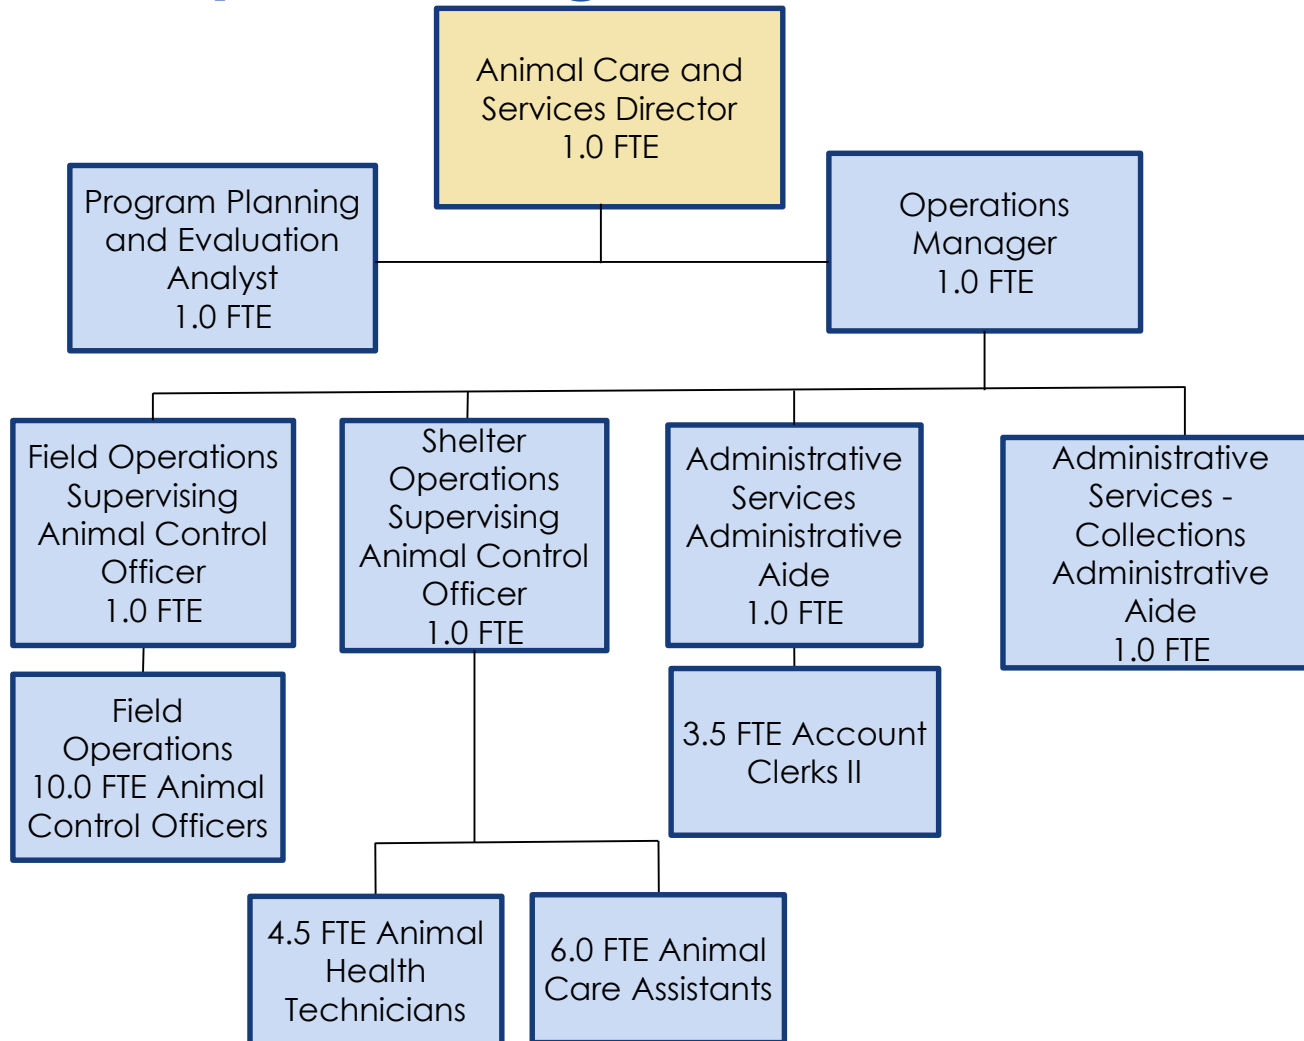 Animal Care and
Services Director
1.0 FTE
Program Planning
and Evaluation
Analyst
1.0 FTE
Operations
Manager
1.0 FTE
Field Operations
Supervising
Animal Control
Officer
1.0 FTE
Shelter
Operations
Supervising
Animal Control
Officer
1.0 FTE
Administrative
Services
Administrative
Aide
1.0 FTE
Administrative
Services -
Collections
Administrative
Aide
1.0 FTE
Field
Operations
10.0 FTE Animal
Control Officers
3.5 FTE Account
Clerks II
4.5 FTE Animal
Health
Technicians
6.0 FTE Animal
Care Assistants